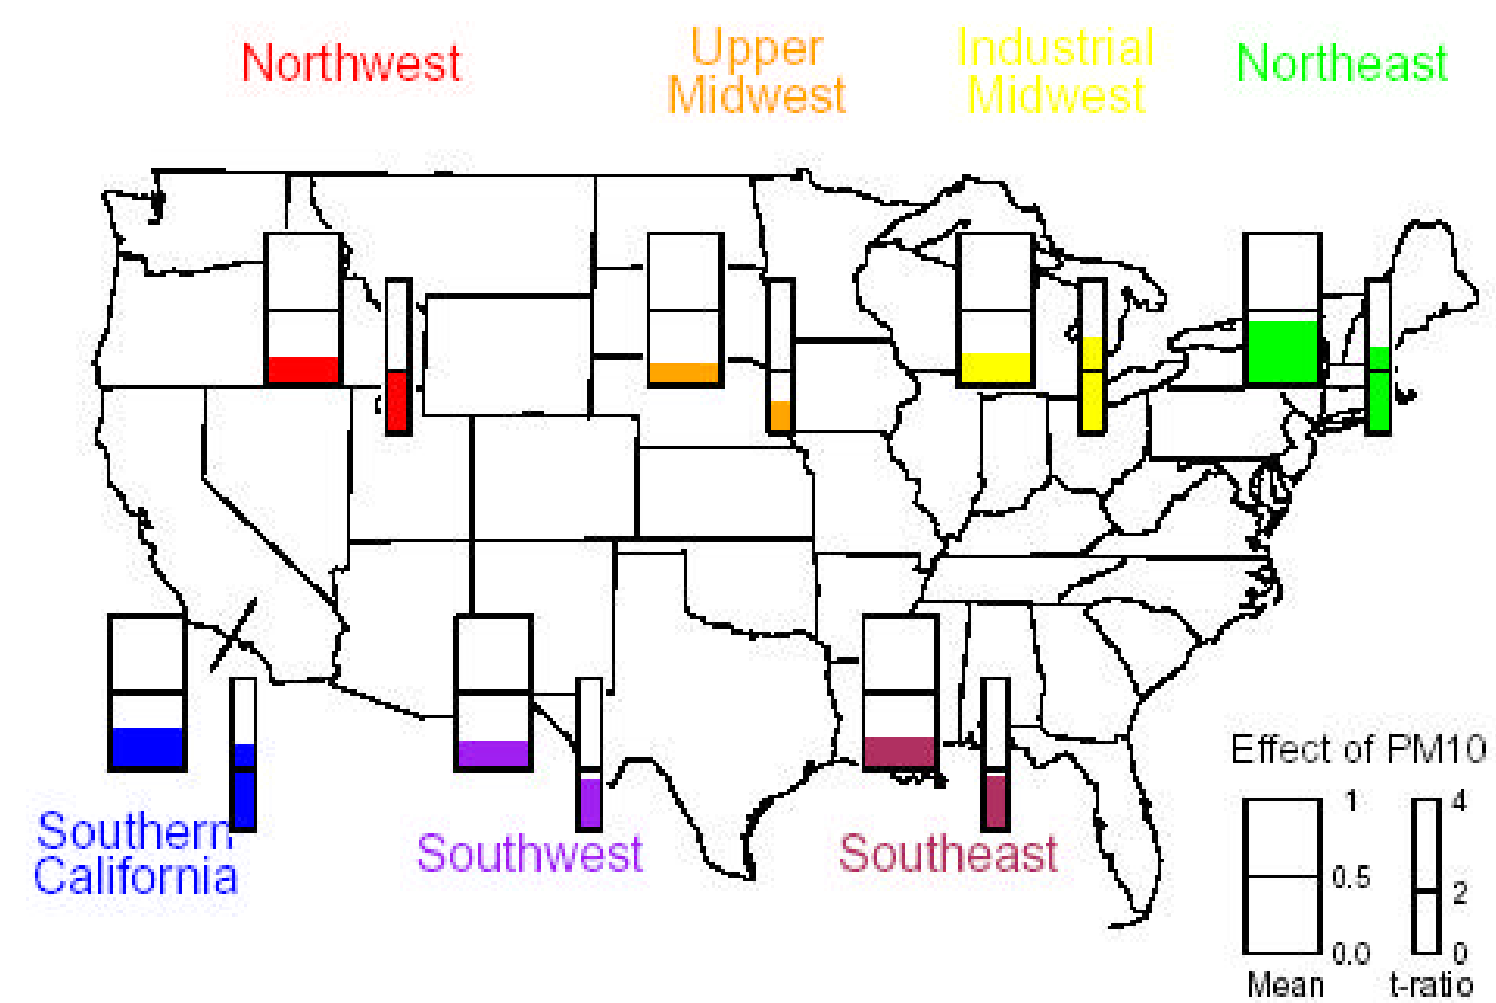 Northwest
Upper
Midwest
Industrial
Midwest
Northeast
Southern
California
Southwest
Southeast
Effect of PM10
1
0.5
0.0
Mean
4
2
0
t-ratio